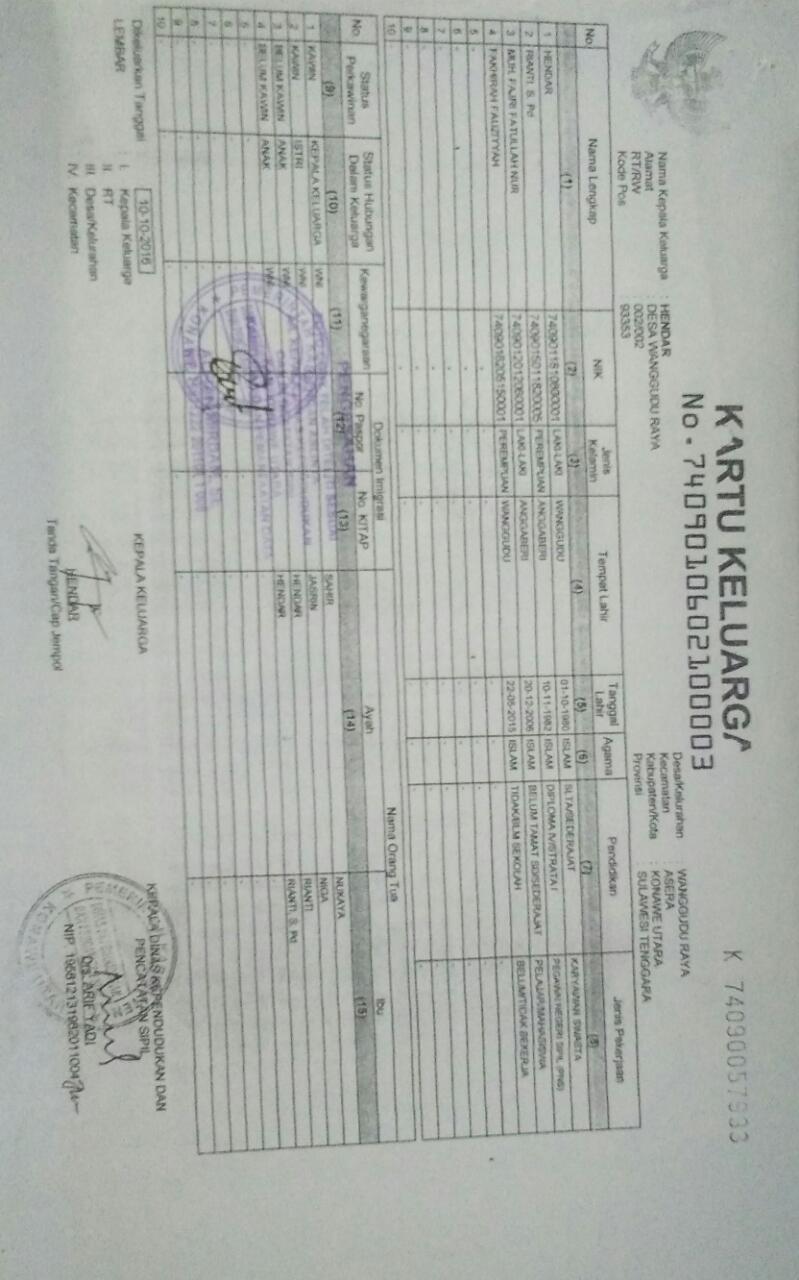 KARTU KELUARGA
No. 7409010602100003
K 74090057933
Nama Kepala Keluarga : HENDAR
Alamat : DESA WANGGUDU RAYA
RT/RW : 002/002
Kode Pos : 93353
Desa/Kelurahan : WANGGUDU RAYA
Kecamatan : ASERA
Kabupaten/Kota : KONAWE UTARA
Provinsi : SULAWESI TENGGARA
No Nama Lengkap NIK Jenis Kelamin Tempat Lahir Tanggal Lahir Agama Pendidikan Jenis Pekerjaan
(1) (2) (3) (4) (5) (6) (7) (8)
1 HENDAR 7409011510800001 LAKI-LAKI WANGGUDU 01-10-1980 ISLAM SLTA/SEDERAJAT KARYAWAN SWASTA
2 RIANTI, S. Pd 7409015011820005 PEREMPUAN ANGGABERI 10-11-1982 ISLAM DIPLOMA IV/STRATA I PEGAWAI NEGERI SIPIL (PNS)
3 MUH. FAJRI FATULLAH NUR 7409012012060001 LAKI-LAKI ANGGABERI 20-12-2006 ISLAM BELUM TAMAT SD/SEDERAJAT PELAJAR/MAHASISWA
4 FAKHIRAH FAUZIYYAH 7409016205150001 PEREMPUAN WANGGUDU 22-05-2015 ISLAM TIDAK/BLM SEKOLAH BELUM/TIDAK BEKERJA
5
6
7
8
9
10
No Status Perkawinan Status Hubungan Dalam Keluarga Kewarganegaraan Dokumen Imigrasi No. Paspor No. KITAP Nama Orang Tua Ayah Ibu
(9) (10) (11) (12) (13) (14) (15)
1 KAWIN KEPALA KELUARGA WNI SAHIR NUKAYA
2 KAWIN ISTRI WNI JASRIN NIGA
3 BELUM KAWIN ANAK WNI HENDAR RIANTI
4 BELUM KAWIN ANAK WNI HENDAR RIANTI, S. Pd
5
6
7
8
9
10
Dikeluarkan Tanggal : 10-10-2016
LEMBAR : I. Kepala Keluarga
II. RT
III. Desa/Kelurahan
IV. Kecamatan
KEPALA KELUARGA
HENDAR
Tanda Tangan/Cap Jempol
KEPALA DINAS KEPENDUDUKAN DAN
PENCATATAN SIPIL
Drs. ARIF YADI
NIP. 195812131982011004